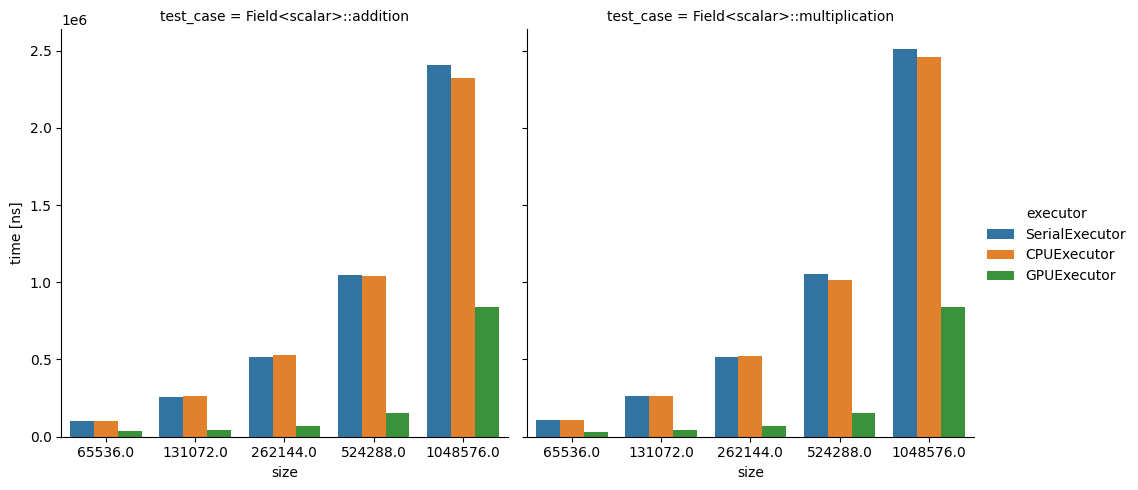 1e6
test_case = Field<scalar>::addition
test_case = Field<scalar>::multiplication
2.5
2.0
1.5
1.0
0.5
0.0
time [ns]
65536.0 131072.0 262144.0 524288.0 1048576.0
size
65536.0 131072.0 262144.0 524288.0 1048576.0
size
executor
SerialExecutor
CPUExecutor
GPUExecutor